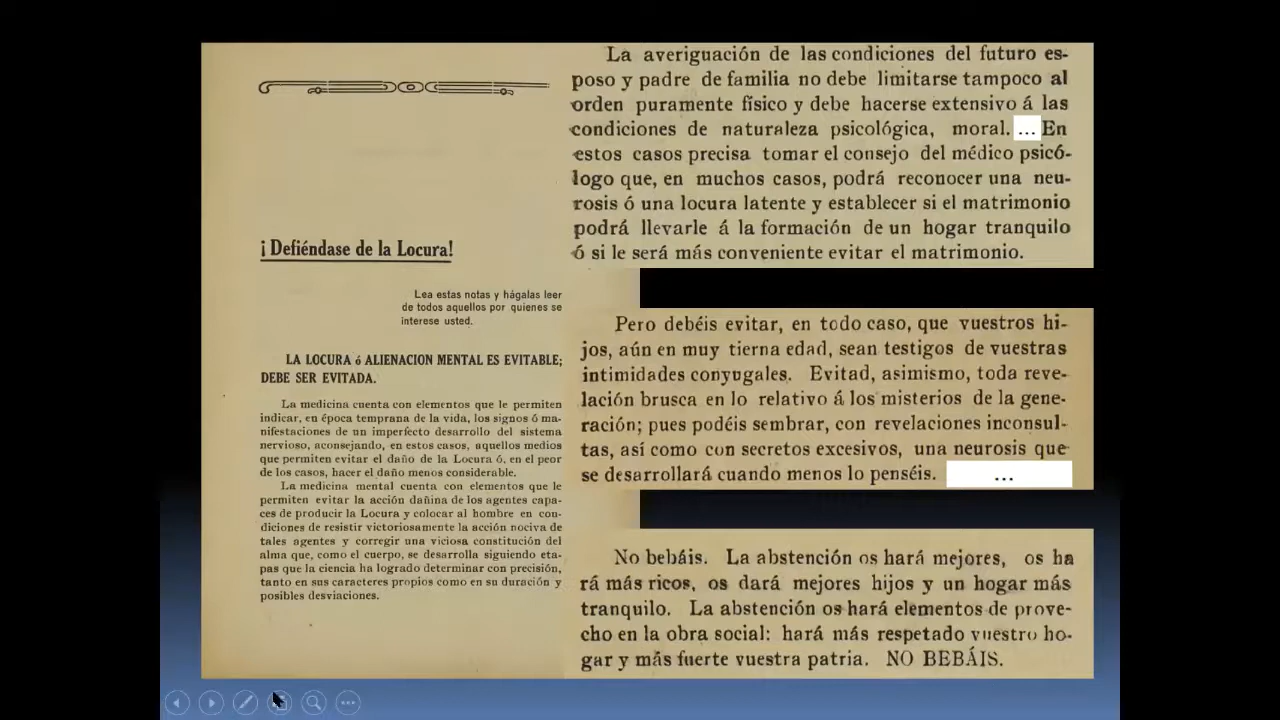 ¡Defiéndase de la Locura!
Lea estas notas y hágalas leer
de todos aquellos por quienes se
interese usted.
LA LOCURA ó ALIENACION MENTAL ES EVITABLE;
DEBE SER EVITADA.
La medicina cuenta con elementos que le permiten
indicar, en época temprana de la vida, los signos ó ma-
nifestaciones de un imperfecto desarrollo del sistema
nervioso, aconsejando, en estos casos, aquellos medios
que permiten evitar el daño de la Locura ó, en el peor
de los casos, hacer el daño menos considerable.
La medicina mental cuenta con elementos que le
permiten evitar la acción dañina de los agentes capa-
ces de producir la Locura y colocar al hombre en con-
diciones de resistir victoriosamente la acción nociva de
tales agentes y corregir una viciosa constitución del
alma que, como el cuerpo, se desarrolla siguiendo eta-
pas que la ciencia ha logrado determinar con precisión,
tanto en sus caracteres propios como en su duración y
posibles desviaciones.
La averiguación de las condiciones del futuro es-
poso y padre de familia no debe limitarse tampoco al
orden puramente físico y debe hacerse extensivo á las
condiciones de naturaleza psicológica, moral. ... En
estos casos precisa tomar el consejo del médico psicó-
logo que, en muchos casos, podrá reconocer una neu-
rosis ó una locura latente y establecer si el matrimonio
podrá llevarle á la formación de un hogar tranquilo
ó si le será más conveniente evitar el matrimonio.
Pero debéis evitar, en todo caso, que vuestros hi-
jos, aún en muy tierna edad, sean testigos de vuestras
intimidades conyugales. Evitad, asimismo, toda reve-
lación brusca en lo relativo á los misterios de la gene-
ración; pues podéis sembrar, con revelaciones inconsul-
tas, así como con secretos excesivos, una neurosis que
se desarrollará cuando menos lo penséis. ...
No bebáis. La abstención os hará mejores, os ha
rá más ricos, os dará mejores hijos y un hogar más
tranquilo. La abstención os hará elementos de prove-
cho en la obra social: hará más respetado vuestro ho-
gar y más fuerte vuestra patria. NO BEBÁIS.